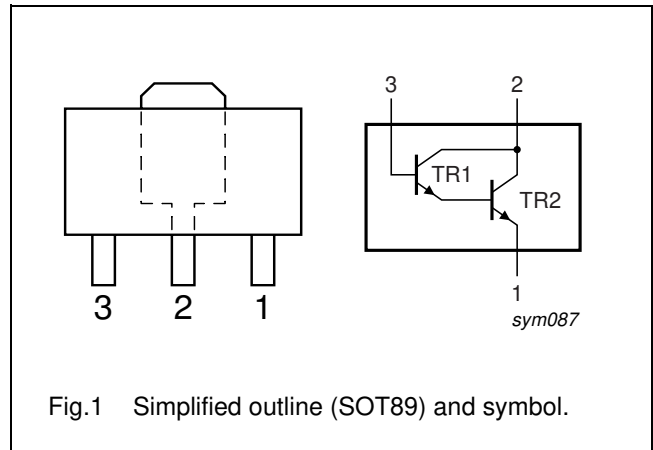 3 2
TR1
TR2
3 2 1
1
sym087
Fig.1 Simplified outline (SOT89) and symbol.